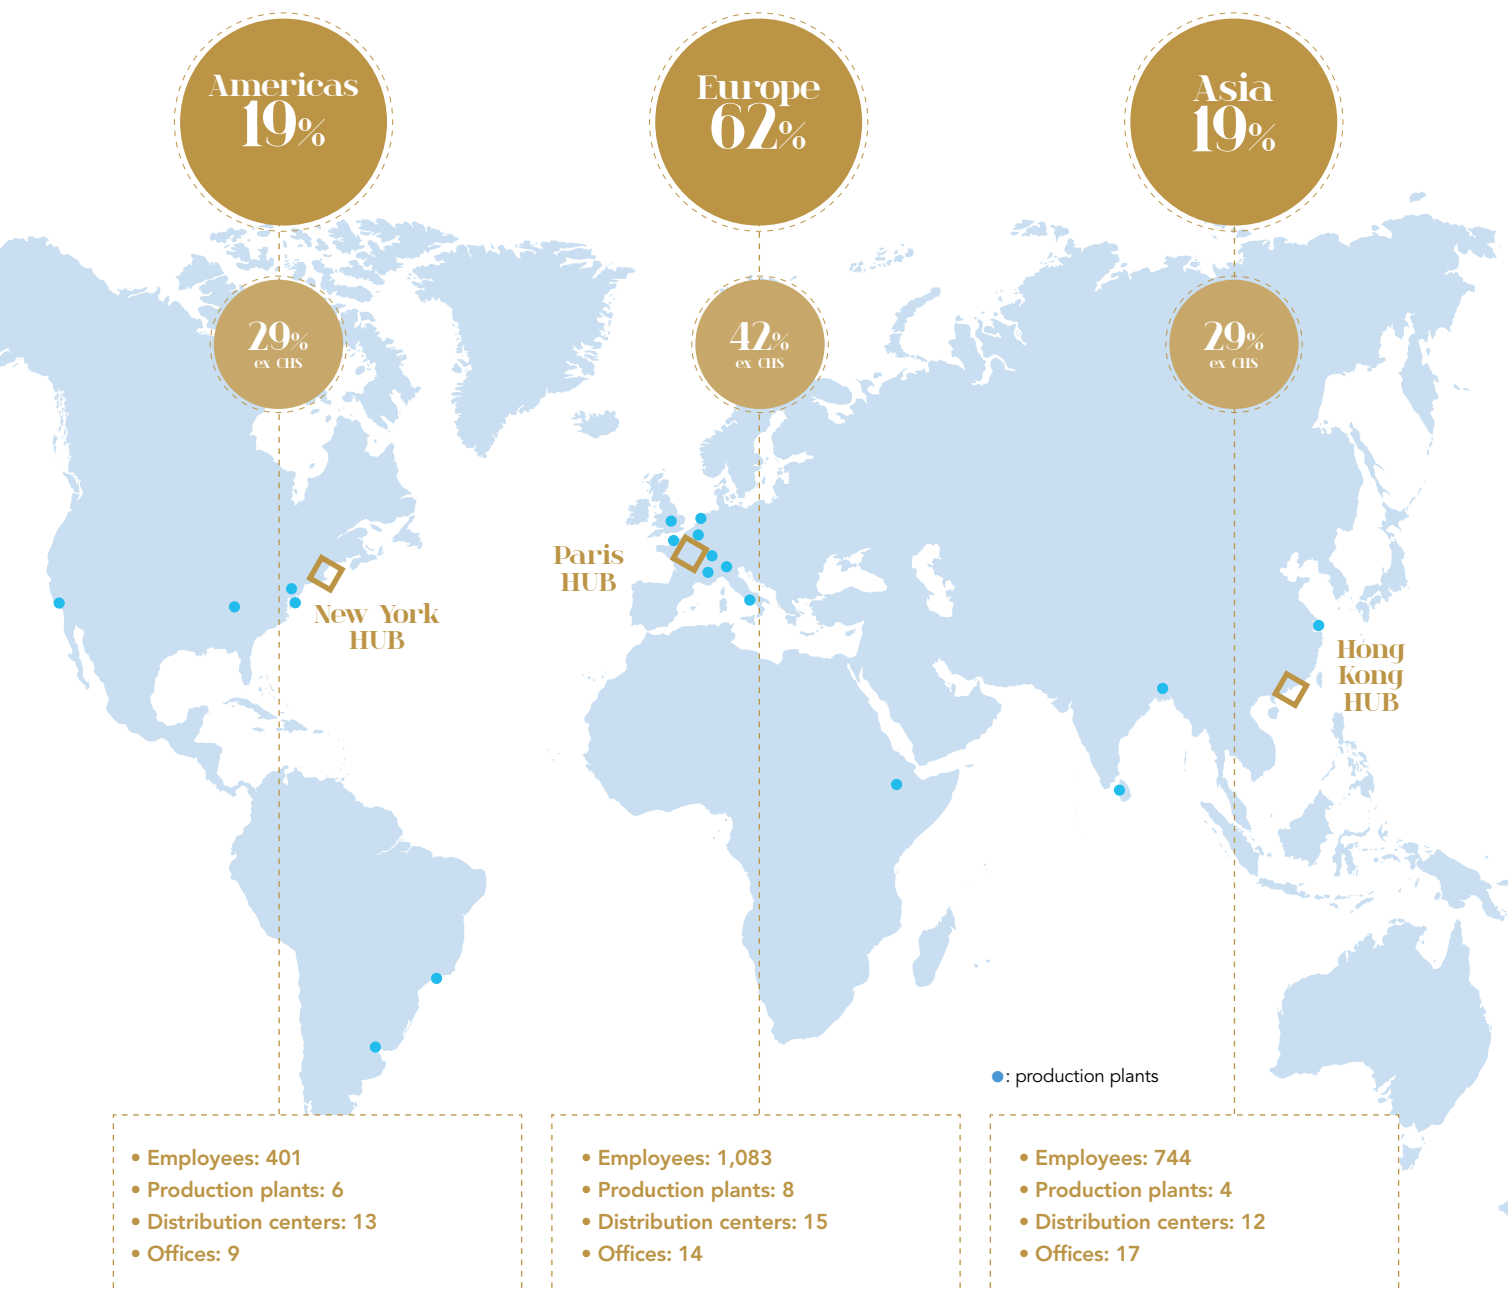 Americas
19%
Europe
62%
Asia
19%
29%
ex CHS
42%
ex CHS
29%
ex CHS
Paris
HUB
New York
HUB
Hong
Kong
HUB
: production plants
• Employees: 401
• Production plants: 6
• Distribution centers: 13
• Offices: 9
• Employees: 1,083
• Production plants: 8
• Distribution centers: 15
• Offices: 14
• Employees: 744
• Production plants: 4
• Distribution centers: 12
• Offices: 17